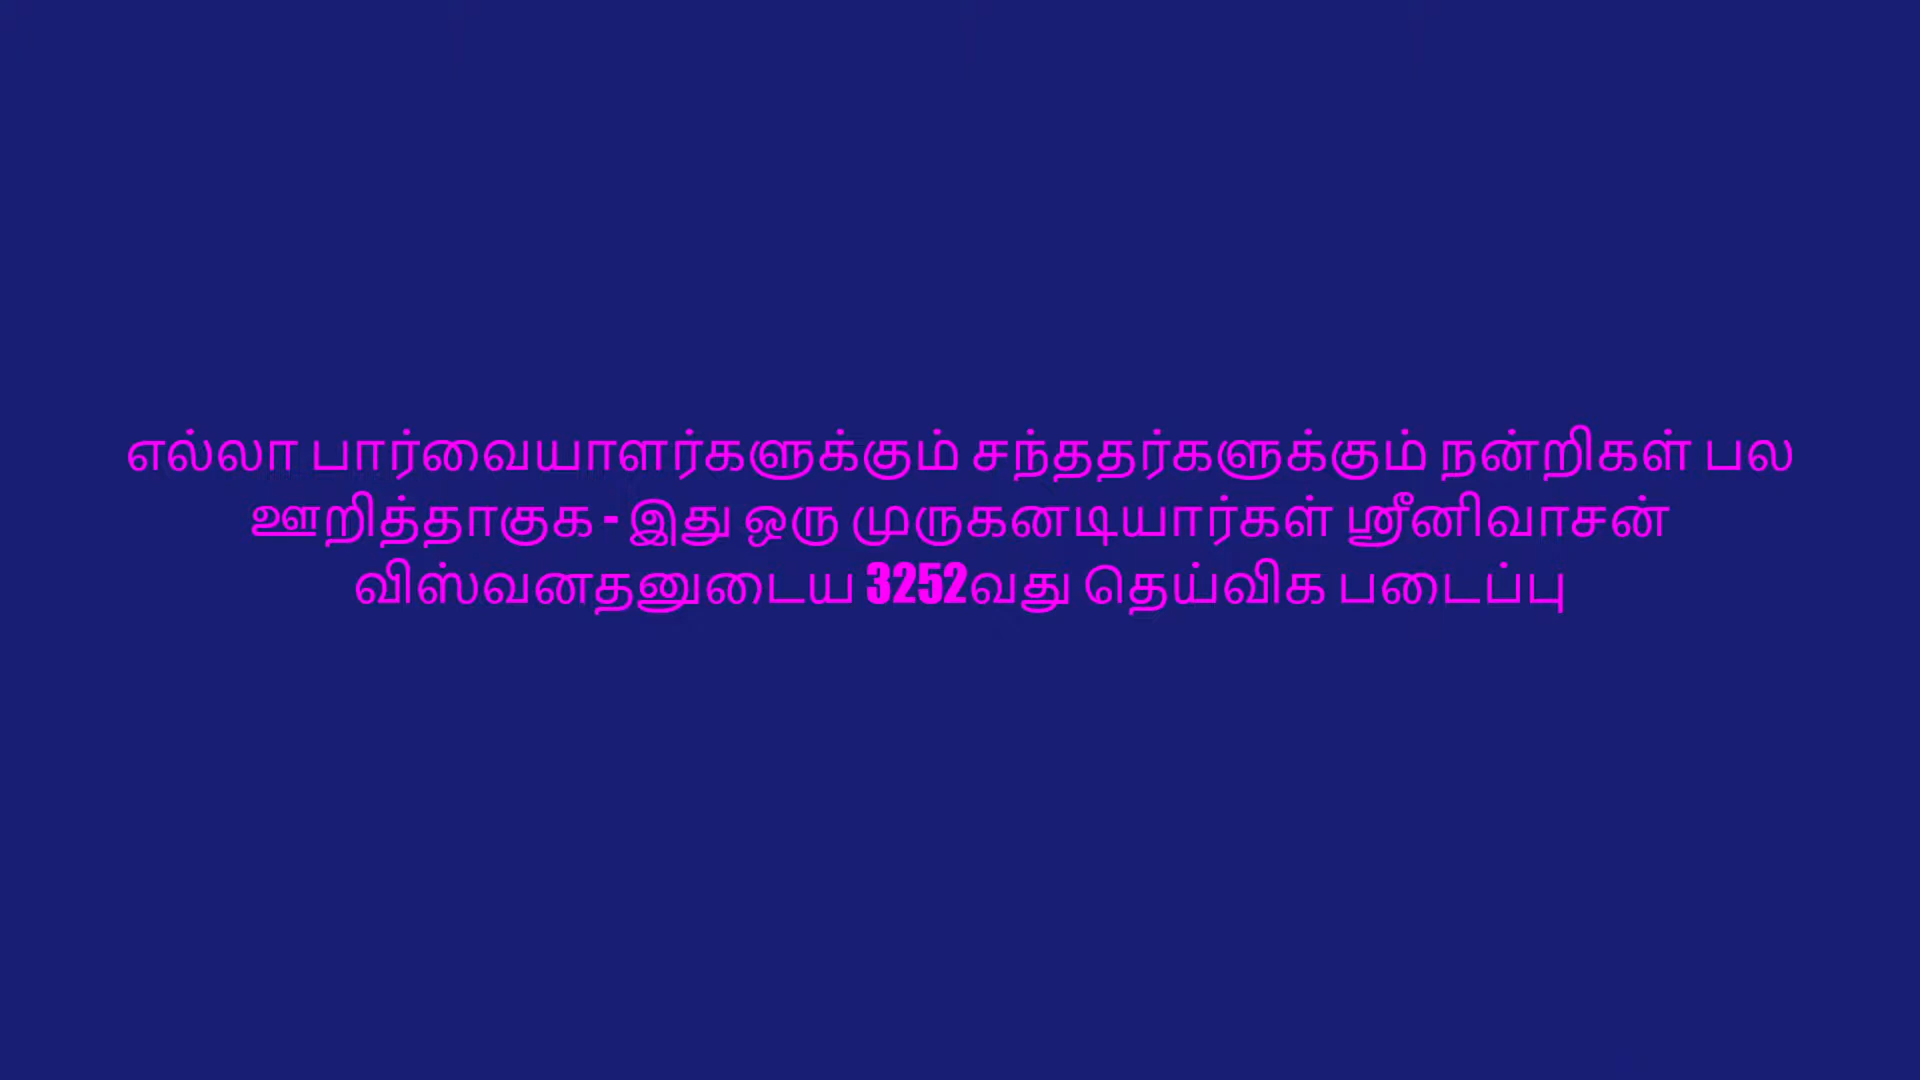 எல்லா பார்வையாளர்களுக்கும் சந்ததர்களுக்கும் நன்றிகள் பல
ஊறித்தாகுக - இது ஒரு முருகனடியார்கள் ஸ்ரீனிவாசன்
விஸ்வனதனுடைய 3252வது தெய்விக படைப்பு